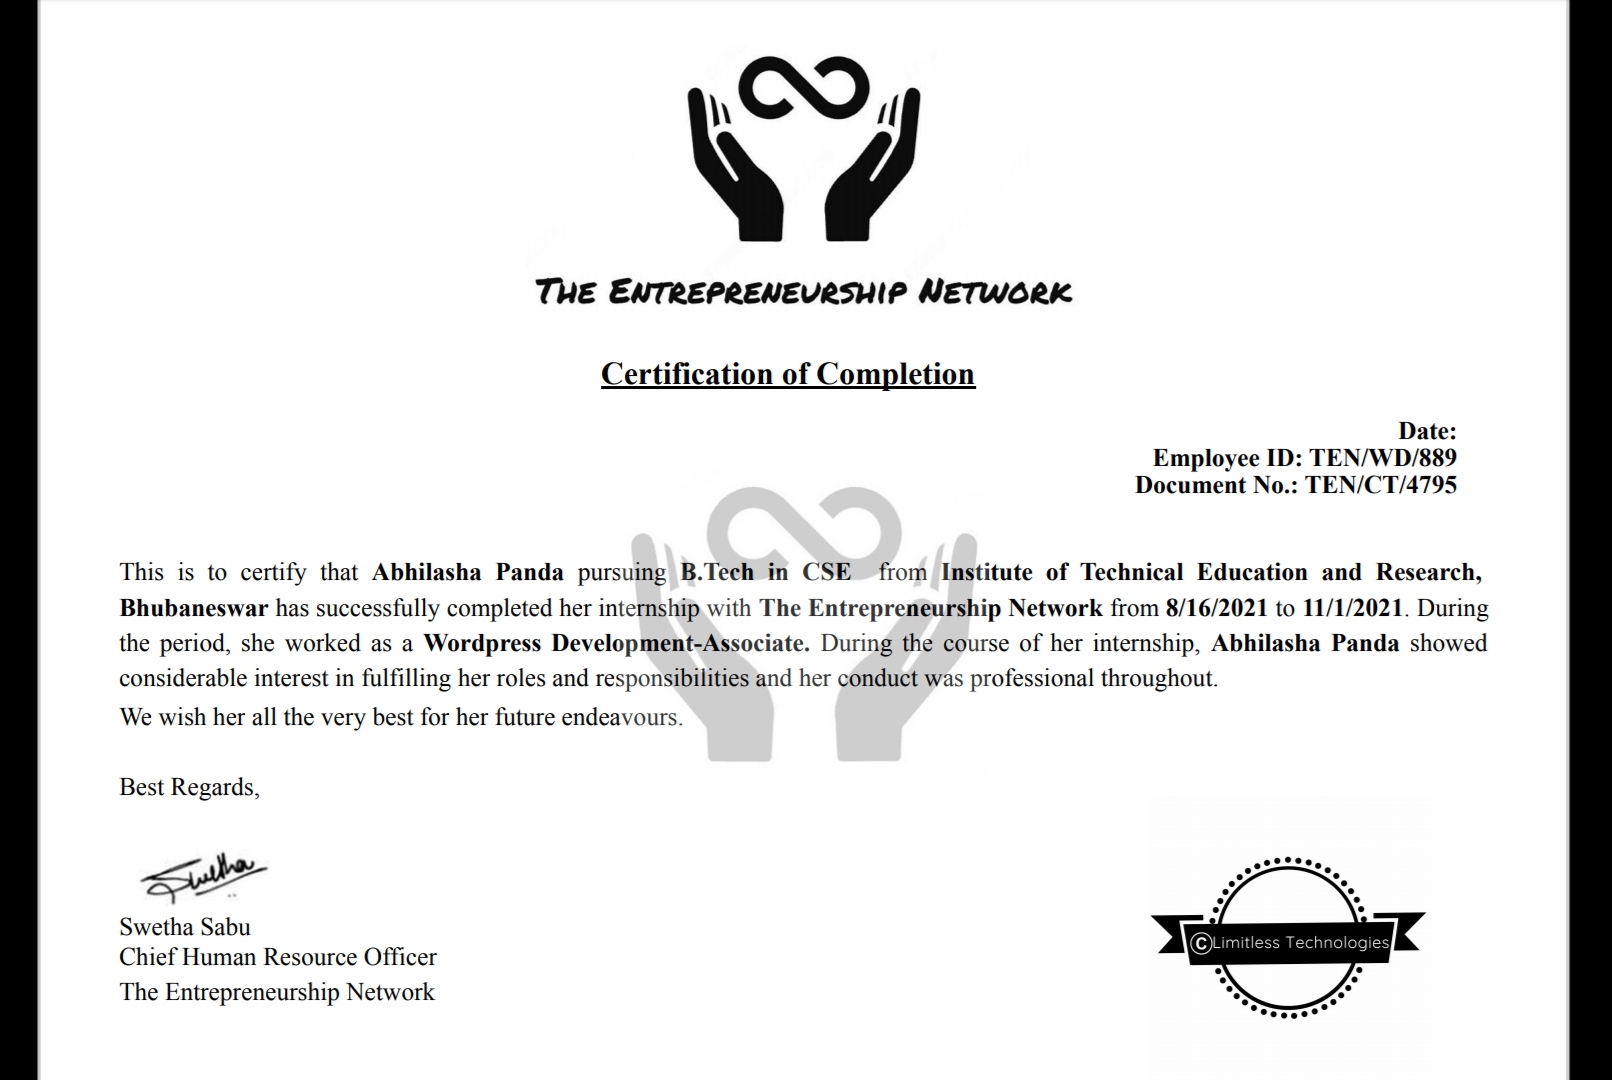 THE ENTREPRENEURSHIP NETWORK
Certification of Completion
Date:
Employee ID: TEN/WD/889
Document No.: TEN/CT/4795
This is to certify that Abhilasha Panda pursuing B.Tech in CSE from Institute of Technical Education and Research,
Bhubaneswar has successfully completed her internship with The Entrepreneurship Network from 8/16/2021 to 11/1/2021. During
the period, she worked as a Wordpress Development-Associate. During the course of her internship, Abhilasha Panda showed
considerable interest in fulfilling her roles and responsibilities and her conduct was professional throughout.
We wish her all the very best for her future endeavours.
Best Regards,
Swetha
Swetha Sabu
Chief Human Resource Officer
The Entrepreneurship Network
©Limitless Technologies